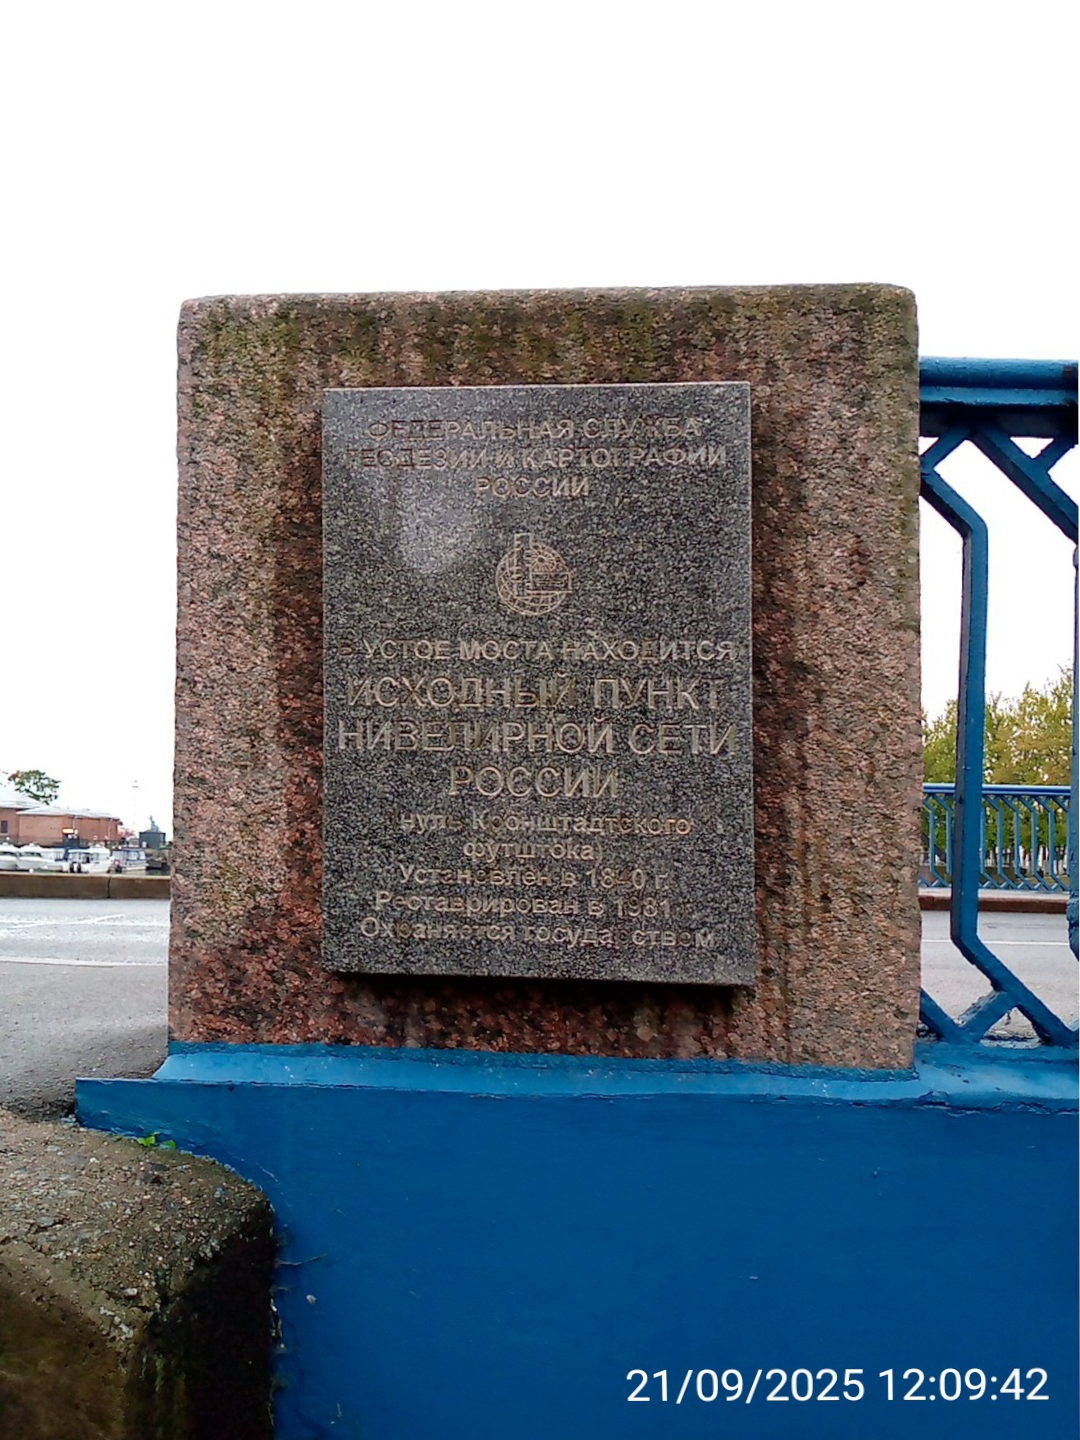 ФЕДЕРАЛЬНАЯ СЛУЖБА
ГЕОДЕЗИИ И КАРТОГРАФИИ
РОССИИ
В УСТОЕ МОСТА НАХОДИТСЯ
ИСХОДНЫЙ ПУНКТ
НИВЕЛИРНОЙ СЕТИ
РОССИИ
нуль Кронштадтского
футштока)
Установлен в 1840 г.
Реставрирован в 1981
Охраняется государством
21/09/2025 12:09:42